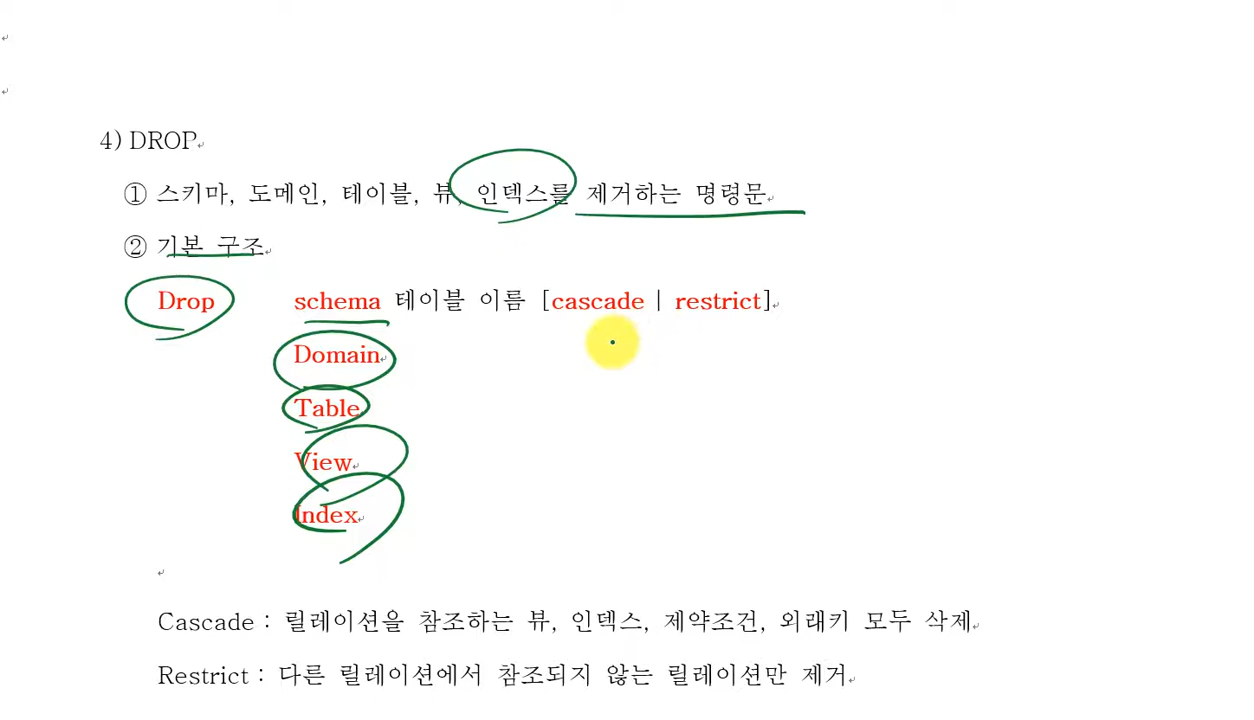 4) DROP
① 스키마, 도메인, 테이블, 뷰, 인덱스를 제거하는 명령문
② 기본 구조
Drop schema 테이블 이름 [cascade | restrict]
Domain
Table
View
Index
Cascade : 릴레이션을 참조하는 뷰, 인덱스, 제약조건, 외래키 모두 삭제
Restrict : 다른 릴레이션에서 참조되지 않는 릴레이션만 제거